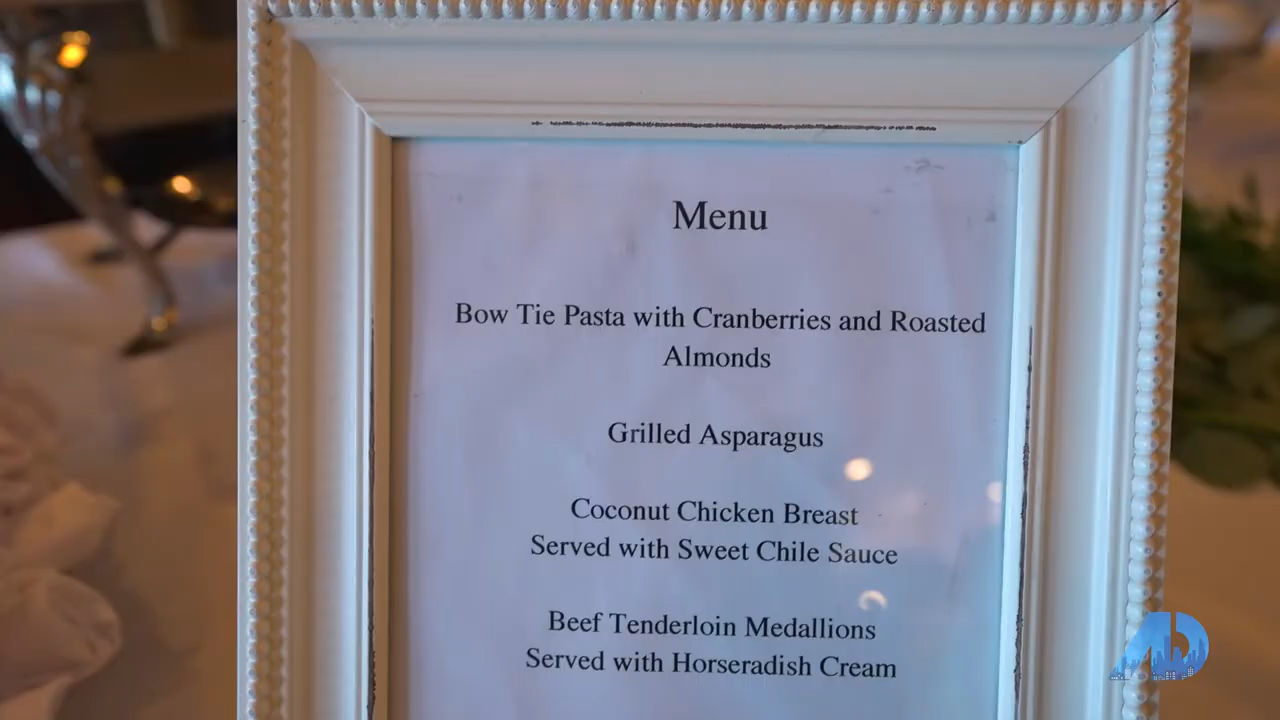 Menu
Bow Tie Pasta with Cranberries and Roasted
Almonds
Grilled Asparagus
Coconut Chicken Breast
Served with Sweet Chile Sauce
Beef Tenderloin Medallions
Served with Horseradish Cream
AD